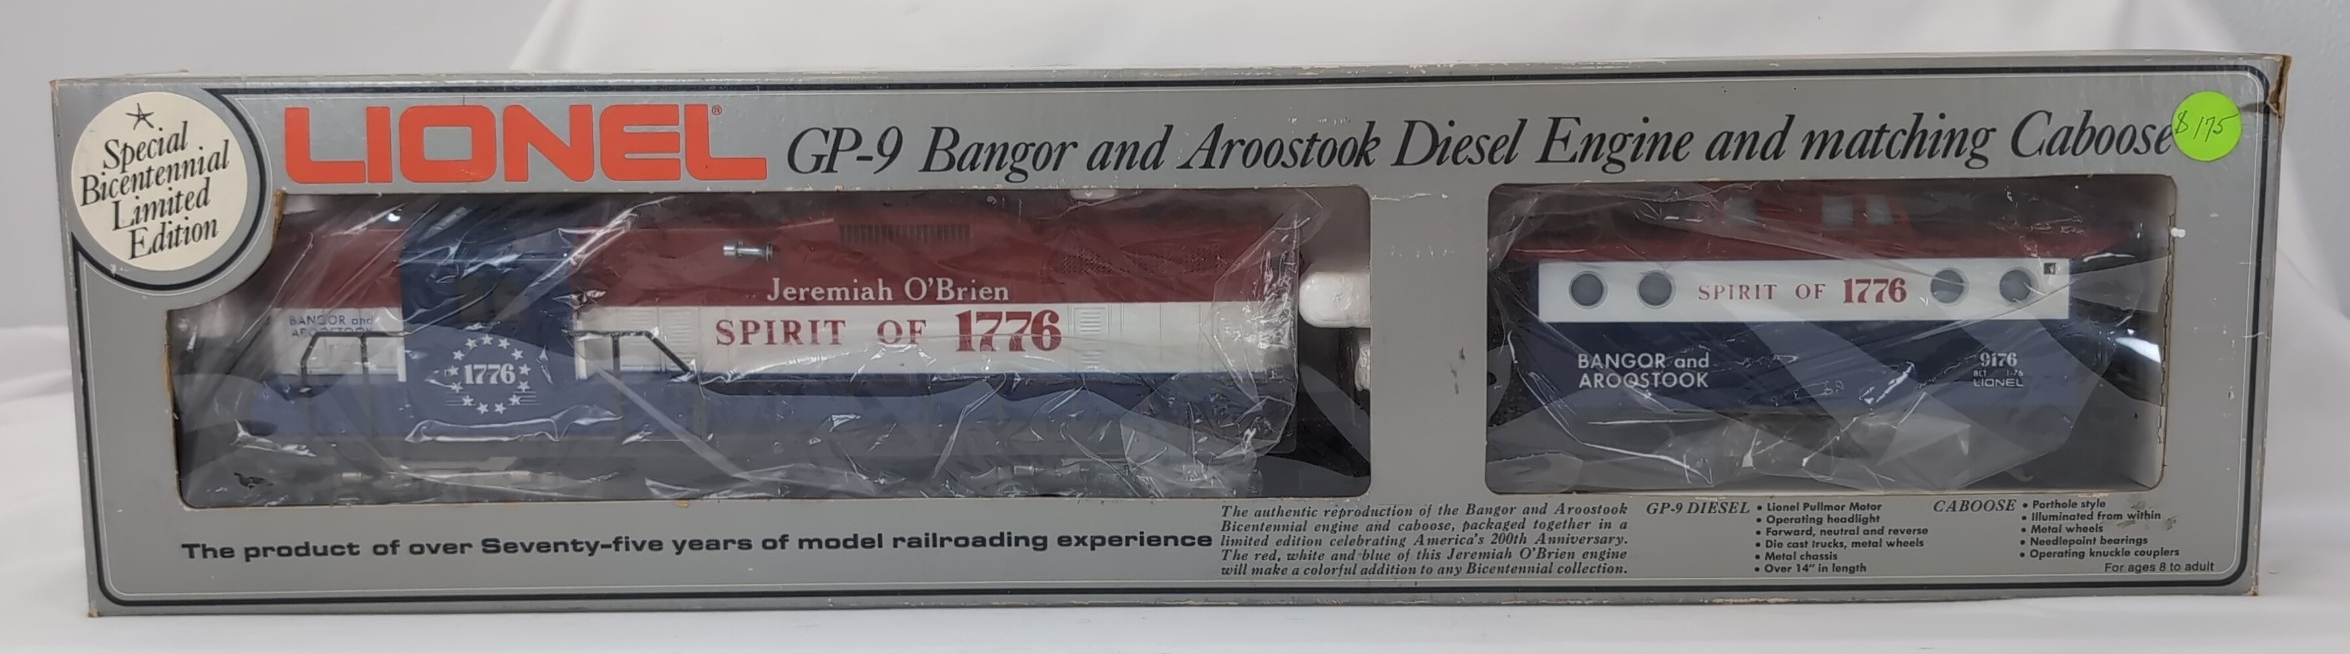 Special
Bicentennial
Limited
Edition
LIONEL®
GP-9 Bangor and Aroostook Diesel Engine and matching Caboose
$175
BANGOR and
AROOSTOOK
1776
Jeremiah O'Brien
SPIRIT OF 1776
SPIRIT OF 1776
BANGOR and
AROOSTOOK
9176
1-76
LIONEL
The product of over Seventy-five years of model railroading experience
The authentic reproduction of the Bangor and Aroostook
Bicentennial engine and caboose, packaged together in a
limited edition celebrating America's 200th Anniversary.
The red, white and blue of this Jeremiah O'Brien engine
will make a colorful addition to any Bicentennial collection.
GP-9 DIESEL • Lionel Pullmor Motor
• Operating headlight
• Forward, neutral and reverse
• Die cast trucks, metal wheels
• Metal chassis
• Over 14" in length
CABOOSE • Porthole style
• Illuminated from within
• Metal wheels
• Needlepoint bearings
• Operating knuckle couplers
For ages 8 to adult